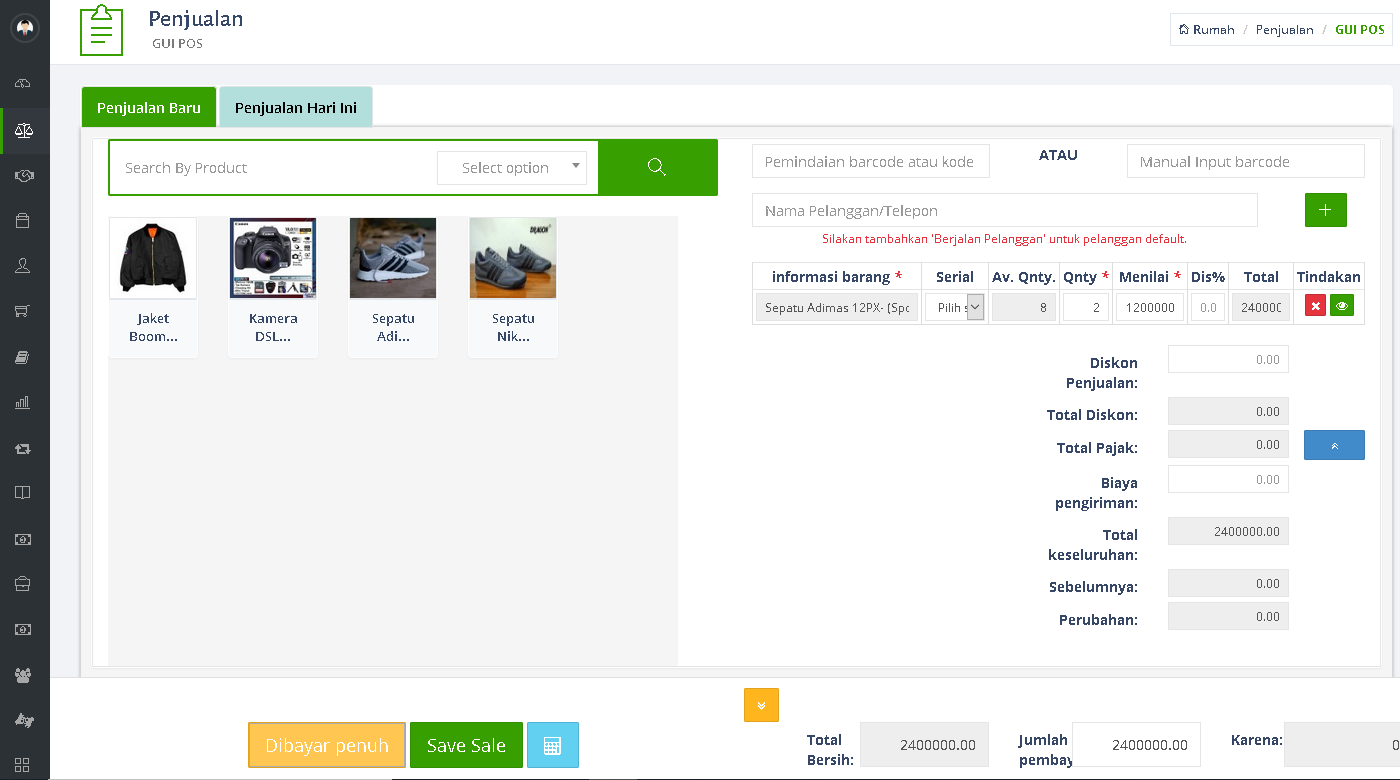 Penjualan
GUI POS
Rumah / Penjualan / GUI POS
Penjualan Baru
Penjualan Hari Ini
Search By Product
Select option
Pemindaian barcode atau kode
ATAU
Manual Input barcode
Nama Pelanggan/Telepon
Silakan tambahkan 'Berjalan Pelanggan' untuk pelanggan default.
Jaket
Boom...
Kamera
DSL...
Sepatu
Adi...
DRAGON
Sepatu
Nik...
informasi barang * Serial Av. Qnty. Qnty * Menilai * Dis% Total Tindakan
Sepatu Adimas 12PX- (Spc Pilih s 8 2 1200000 0.0 240000
Diskon
Penjualan:
0.00
Total Diskon: 0.00
Total Pajak: 0.00
Biaya
pengiriman:
0.00
Total
keseluruhan:
2400000.00
Sebelumnya: 0.00
Perubahan: 0.00
Dibayar penuh
Save Sale
Total
Bersih:
2400000.00
Jumlah
pembay
2400000.00
Karena:
0